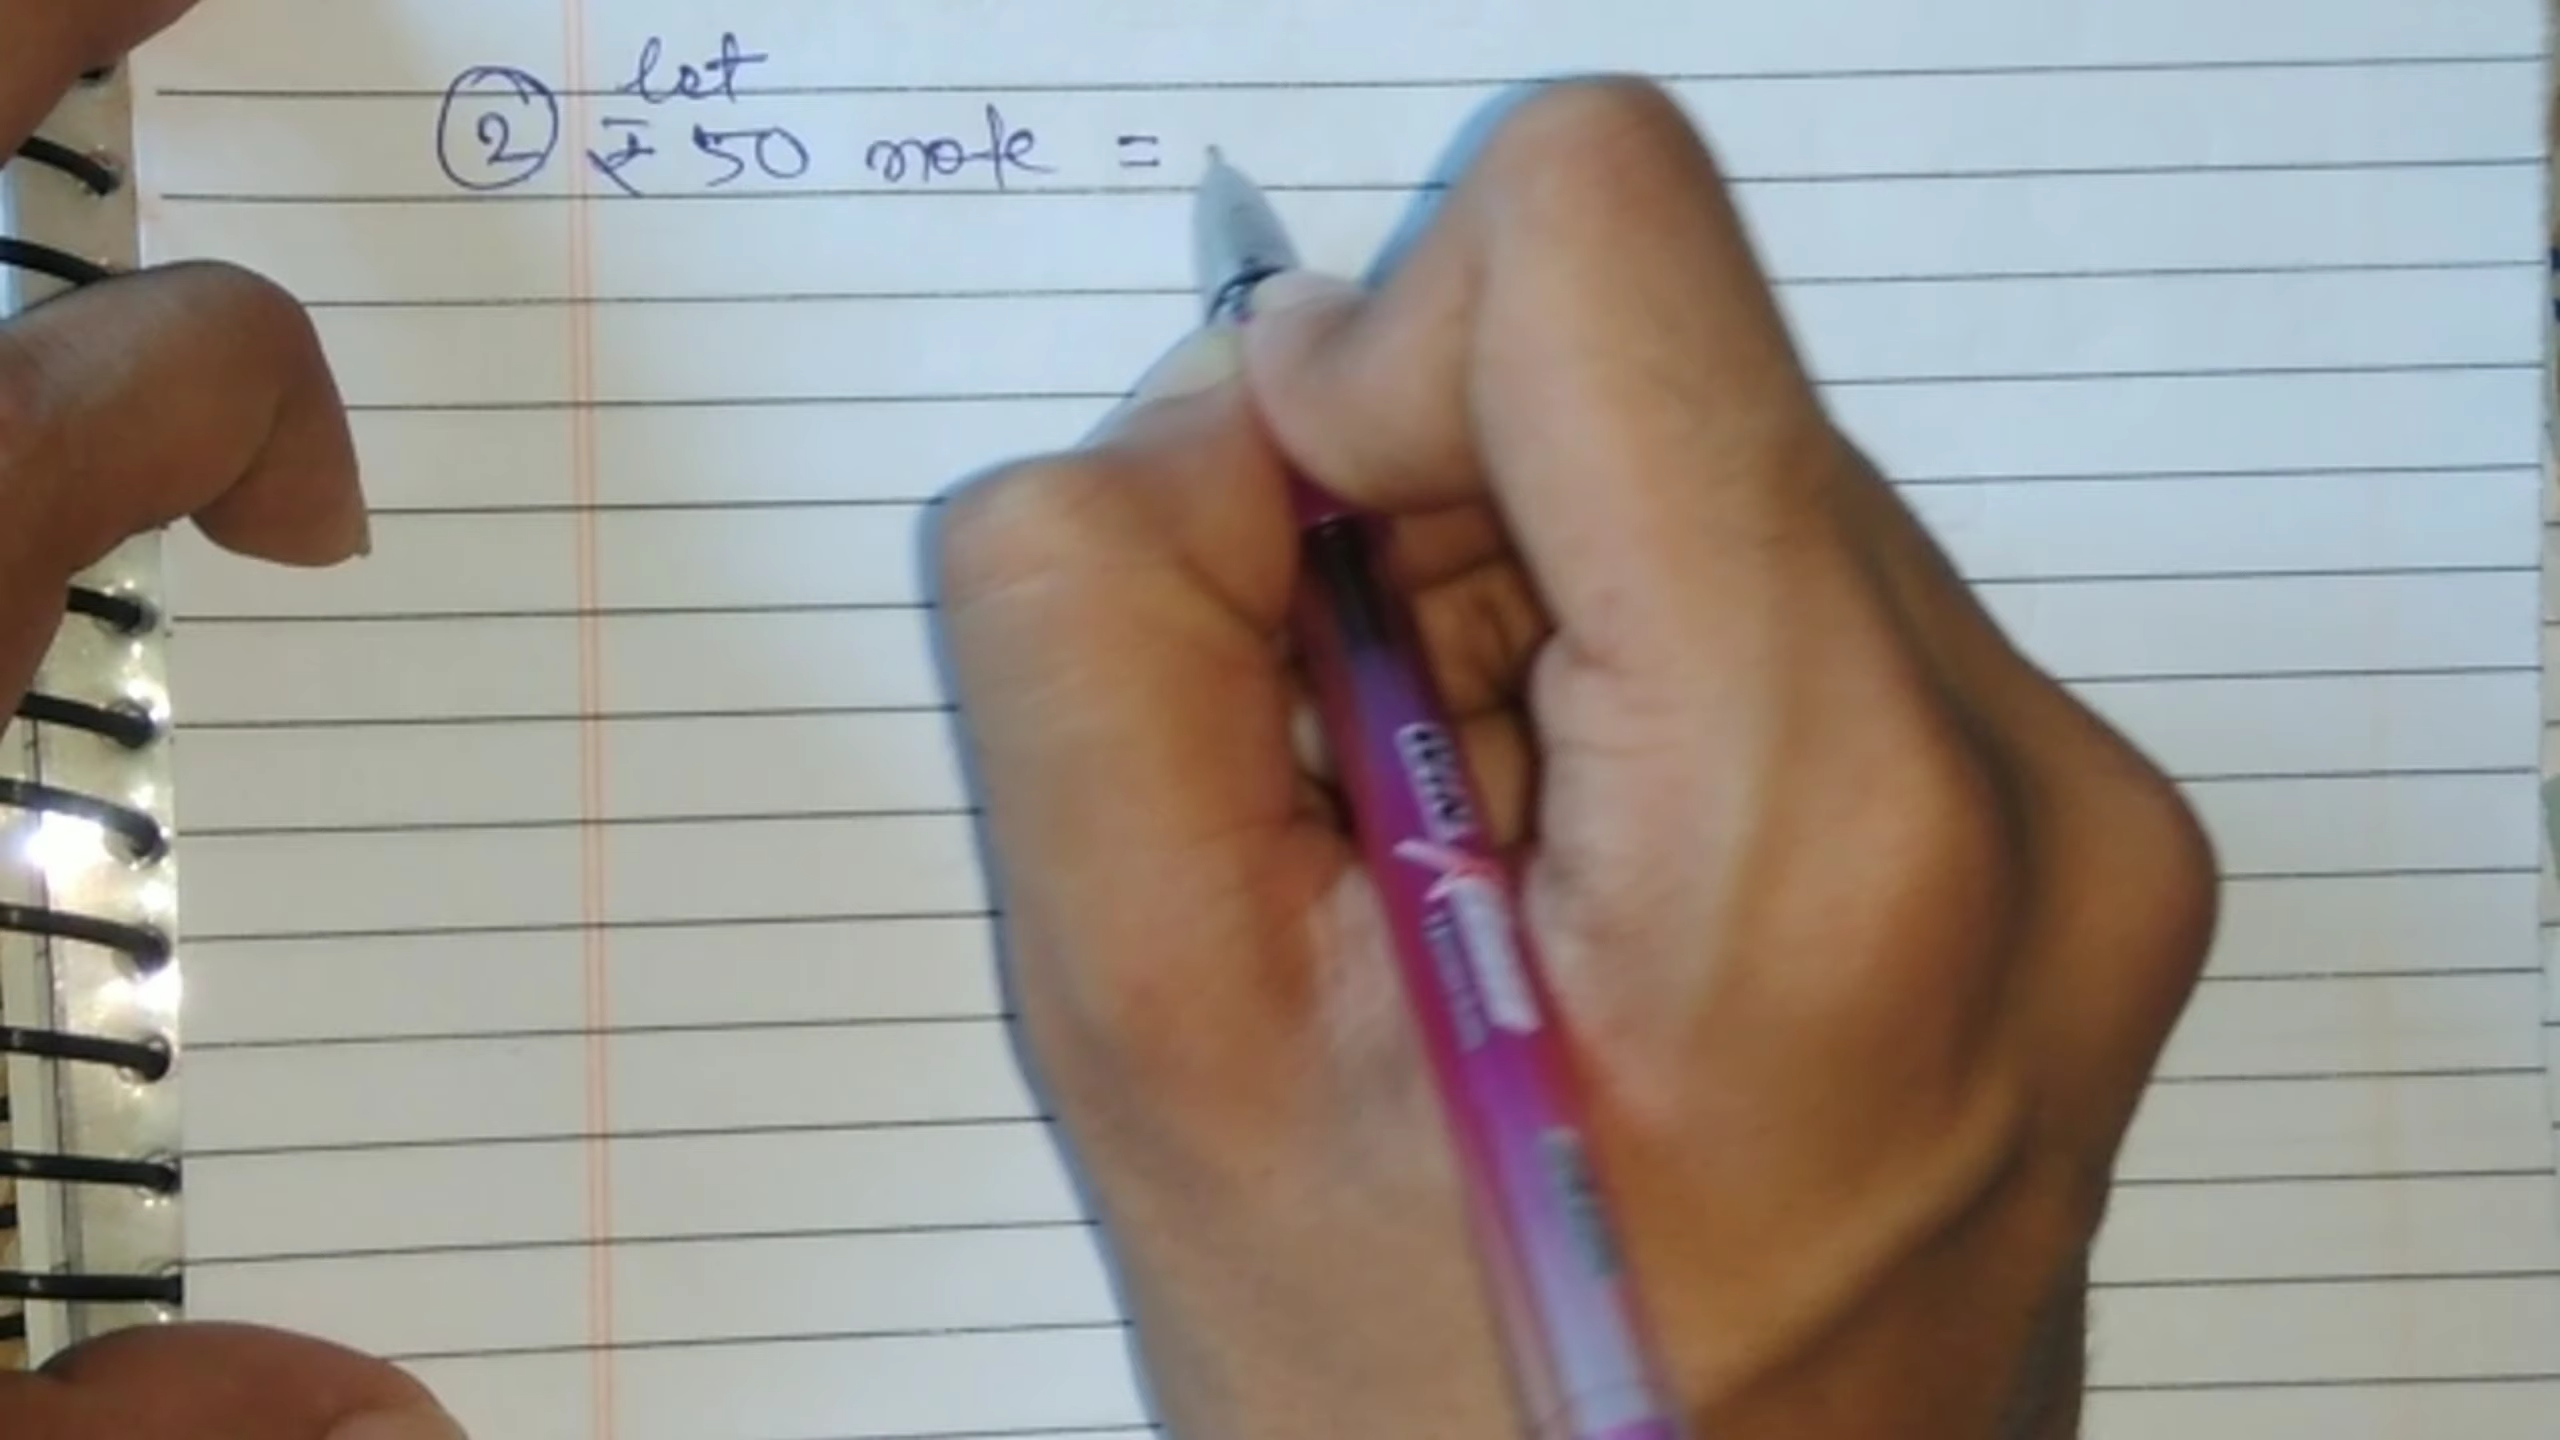 let
② ₹ 50 note =